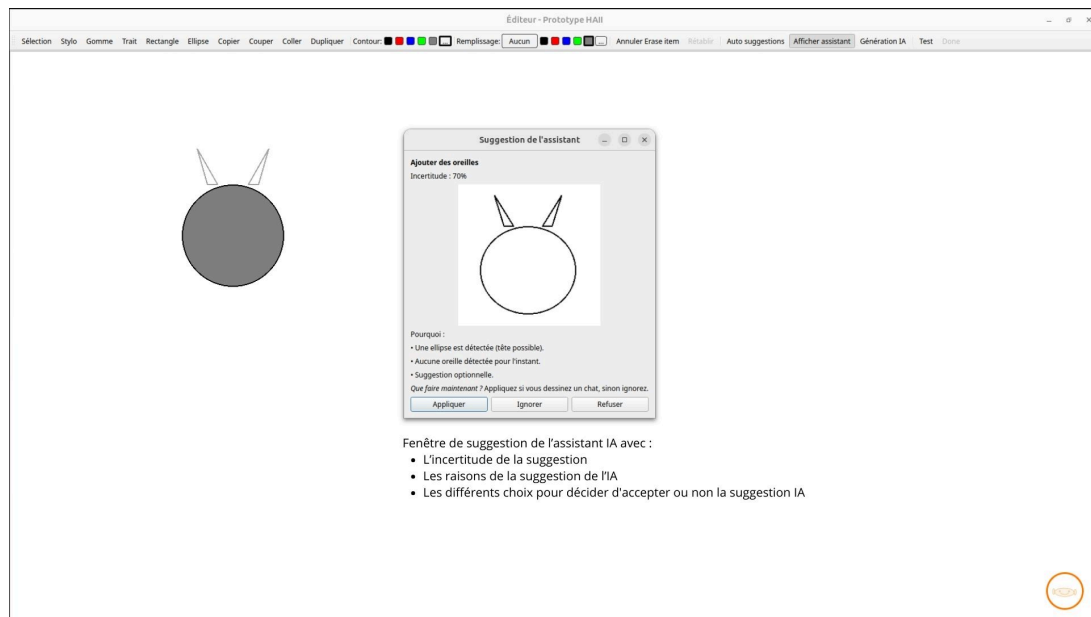 Éditeur - Prototype HAII
Sélection Stylo Gomme Trait Rectangle Ellipse Copier Couper Coller Dupliquer Contour: ... Remplissage: Aucun ... Annuler Erase item Rétablir Auto suggestions Afficher assistant Génération IA Test Done
Suggestion de l'assistant
Ajouter des oreilles
Incertitude : 70%
Pourquoi :
• Une ellipse est détectée (tête possible).
• Aucune oreille détectée pour l'instant.
• Suggestion optionnelle.
Que faire maintenant ? Appliquez si vous dessinez un chat, sinon ignorez.
Appliquer Ignorer Refuser
Fenêtre de suggestion de l'assistant IA avec :
• L'incertitude de la suggestion
• Les raisons de la suggestion de l'IA
• Les différents choix pour décider d'accepter ou non la suggestion IA